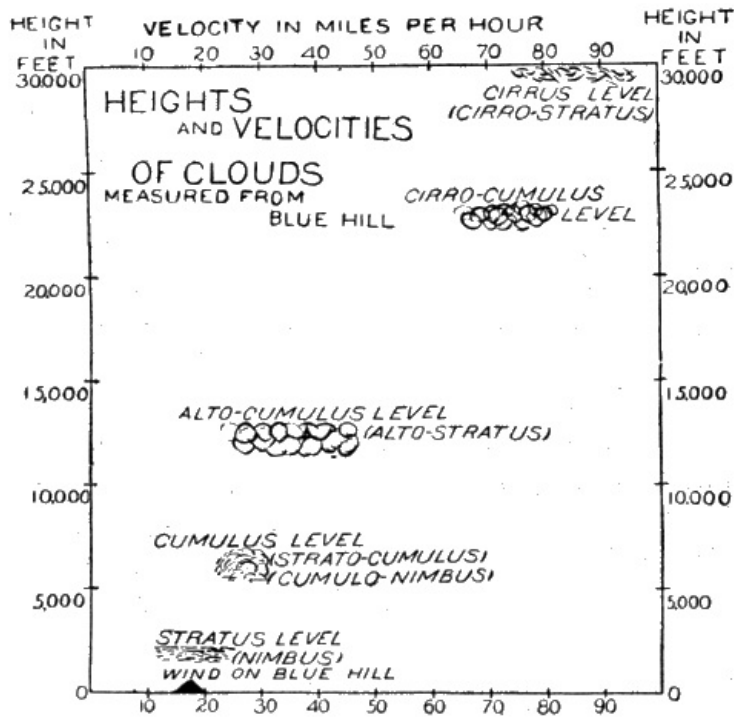 HEIGHT IN FEET
VELOCITY IN MILES PER HOUR
HEIGHT IN FEET
10 20 30 40 50 60 70 80 90
30,000
30,000
HEIGHTS
AND VELOCITIES
OF CLOUDS
MEASURED FROM
BLUE HILL
CIRRUS LEVEL
(CIRRO-STRATUS)
25,000
25,000
CIRRO-CUMULUS
LEVEL
20,000
20,000
15,000
15,000
ALTO-CUMULUS LEVEL
(ALTO-STRATUS)
10,000
10,000
CUMULUS LEVEL
(STRATO-CUMULUS)
(CUMULO-NIMBUS)
5,000
5,000
STRATUS LEVEL
(NIMBUS)
WIND ON BLUE HILL
0
0
10 20 30 40 50 60 70 80 90